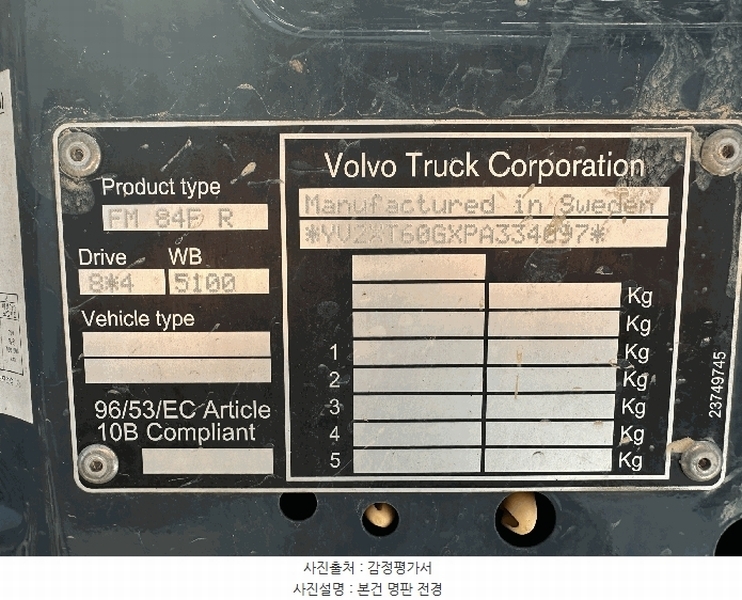 Volvo Truck Corporation
Product type
Manufactured in Sweden
FM 84F R
*YV2XT60GXPA334097*
Drive WB
8*4 5100
Kg
Vehicle type
Kg
1 Kg
2 Kg
96/53/EC Article
3 Kg
10B Compliant
4 Kg
5 Kg
23749745
사진출처 : 감정평가서
사진설명 : 본건 명판 전경